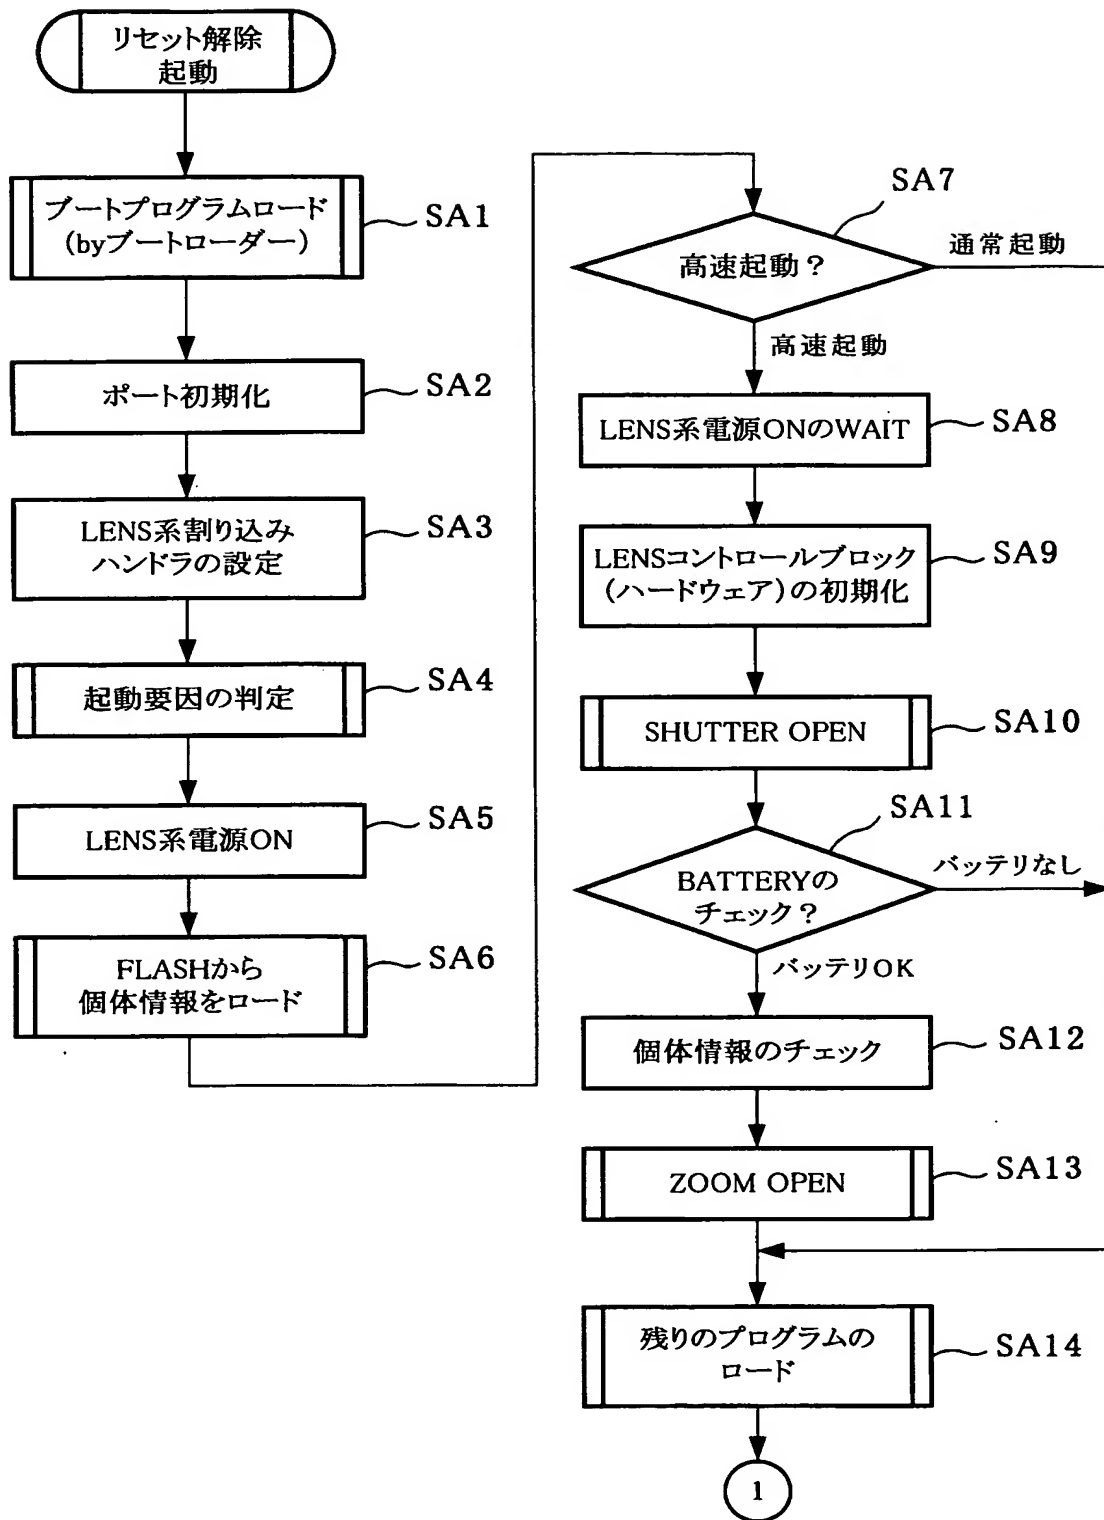 リセット解除
起動
ブートプログラムロード
(byブートローダー)
SA1
ポート初期化
SA2
LENS系割り込み
ハンドラの設定
SA3
起動要因の判定
SA4
LENS系電源ON
SA5
FLASHから
個体情報をロード
SA6
SA7
高速起動?
通常起動
高速起動
LENS系電源ONのWAIT
SA8
LENSコントロールブロック
(ハードウェア)の初期化
SA9
SHUTTER OPEN
SA10
SA11
BATTERYの
チェック?
バッテリなし
バッテリOK
個体情報のチェック
SA12
ZOOM OPEN
SA13
残りのプログラムの
ロード
SA14
1